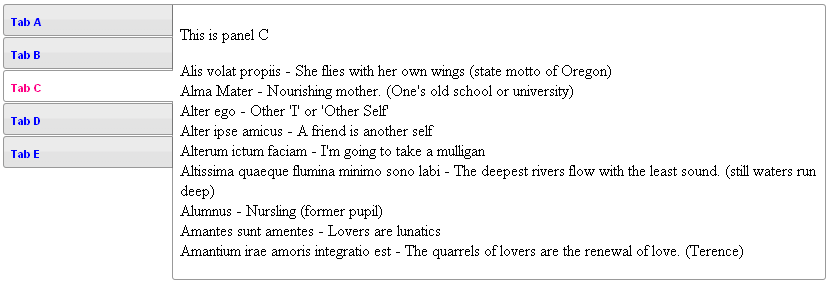 Tab A
Tab B
Tab C
Tab D
Tab E
This is panel C
Alis volat propiis - She flies with her own wings (state motto of Oregon)
Alma Mater - Nourishing mother. (One's old school or university)
Alter ego - Other 'I' or 'Other Self'
Alter ipse amicus - A friend is another self
Alterum ictum faciam - I'm going to take a mulligan
Altissima quaeque flumina minimo sono labi - The deepest rivers flow with the least sound. (still waters run
deep)
Alumnus - Nursling (former pupil)
Amantes sunt amentes - Lovers are lunatics
Amantium irae amoris integratio est - The quarrels of lovers are the renewal of love. (Terence)